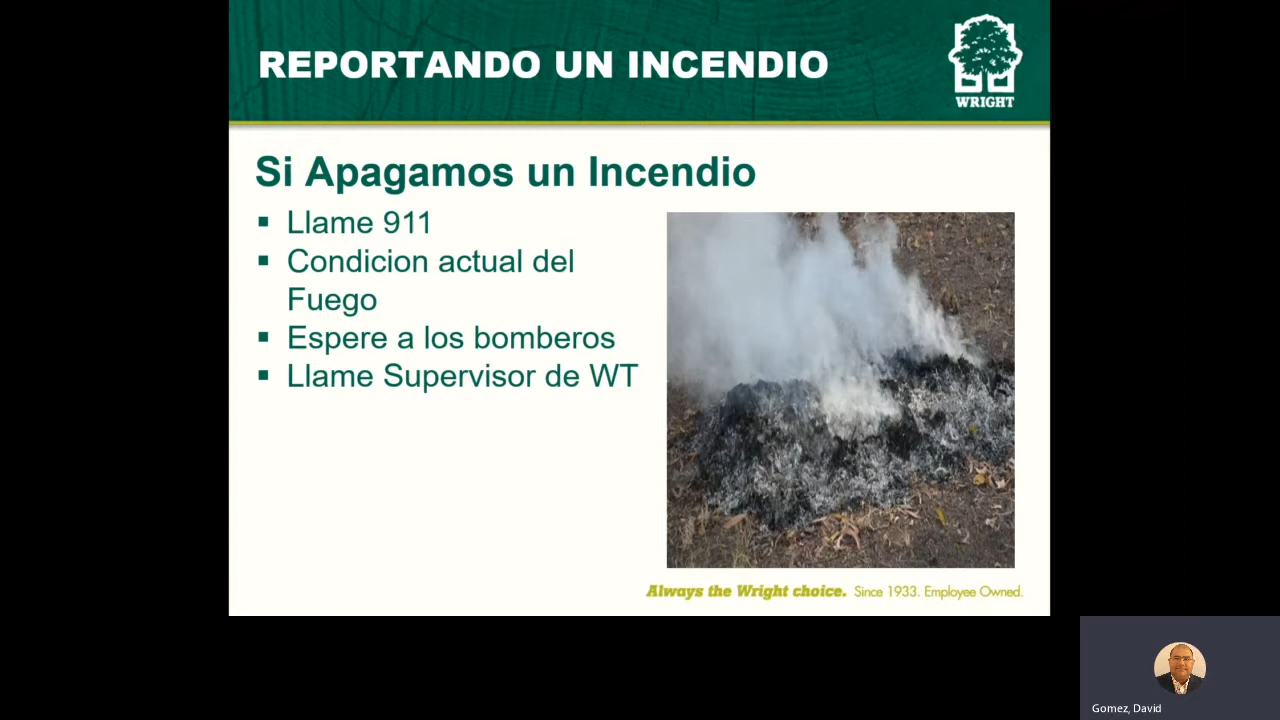 REPORTANDO UN INCENDIO
WRIGHT
Si Apagamos un Incendio
▪ Llame 911
▪ Condicion actual del
Fuego
▪ Espere a los bomberos
▪ Llame Supervisor de WT
Always the Wright choice. Since 1933. Employee Owned.
Gomez, David